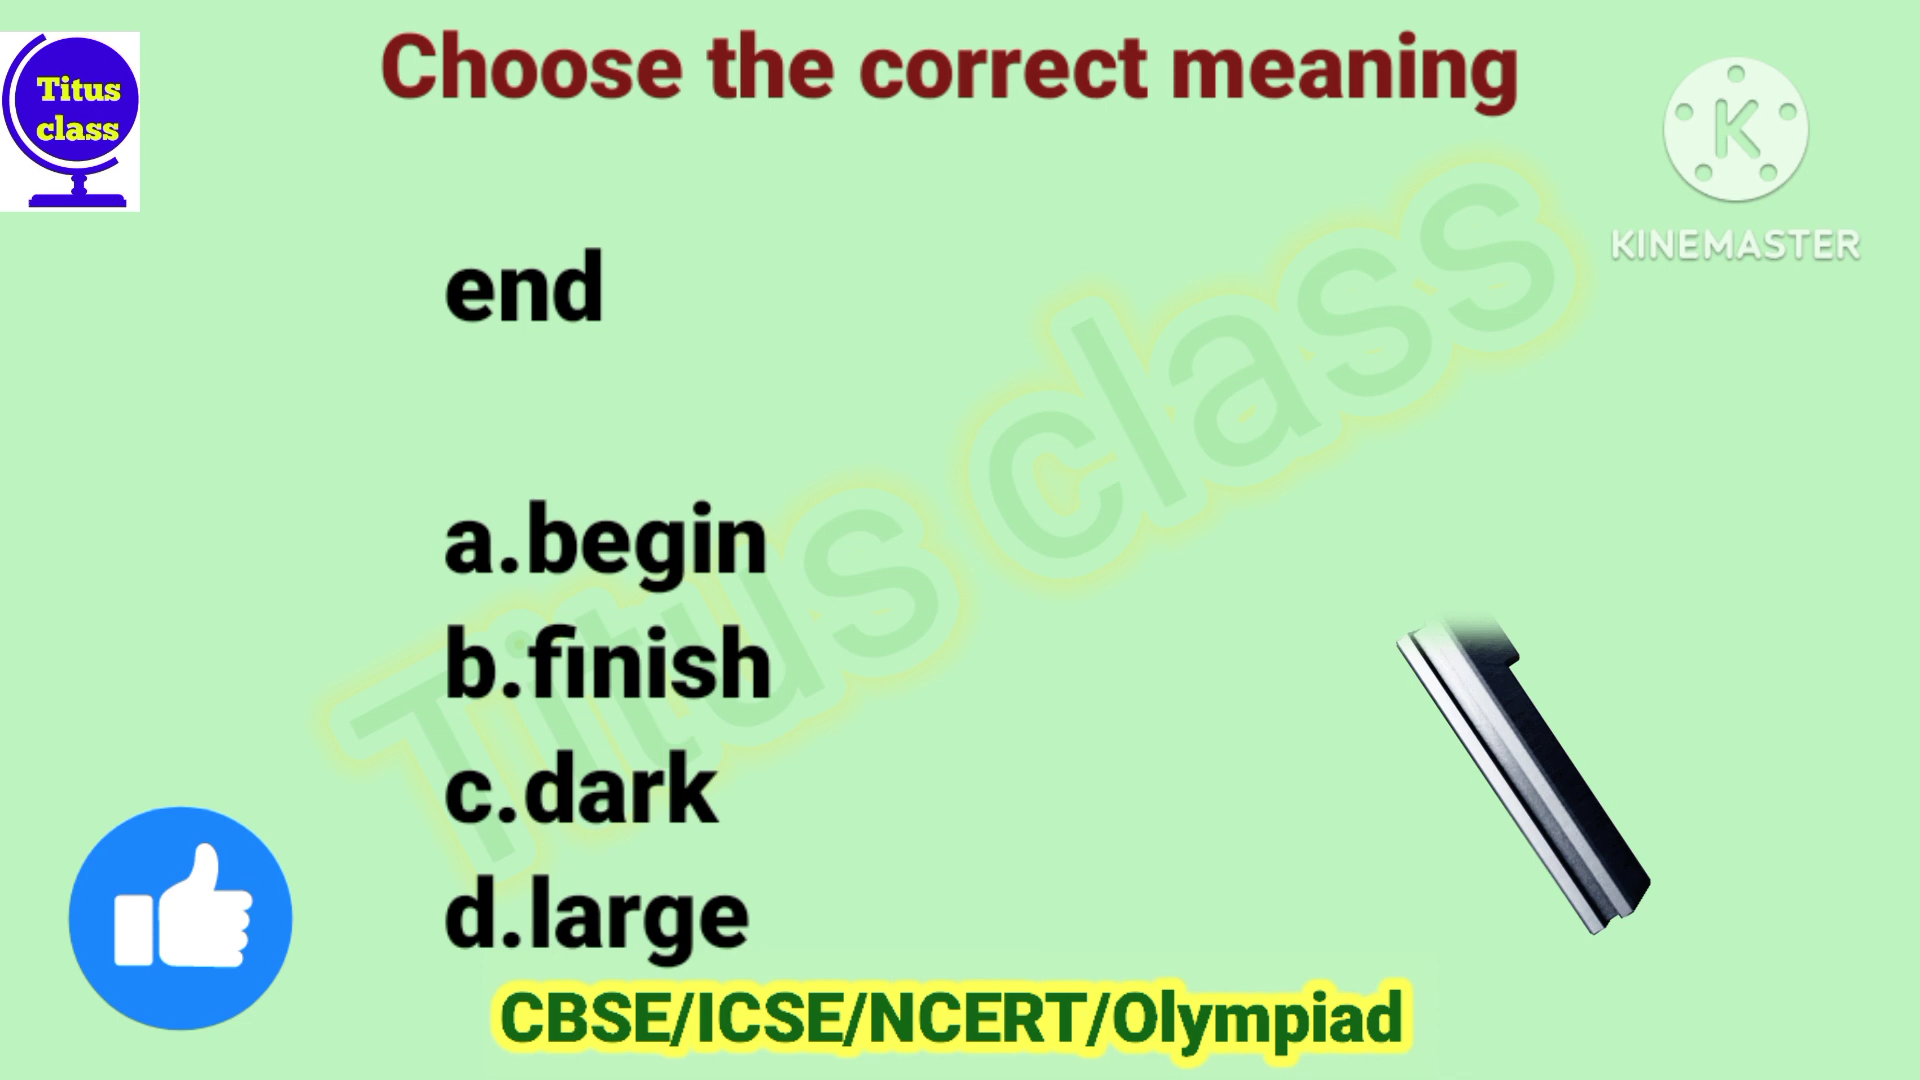 Choose the correct meaning
Titus
class
K
KINEMASTER
end
a.begin
b.finish
c.dark
d.large
Titus class
CBSE/ICSE/NCERT/Olympiad